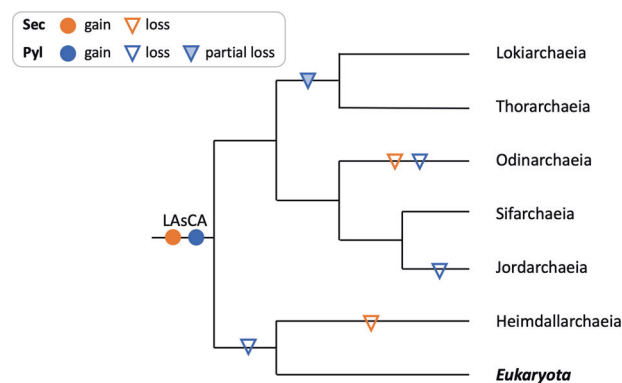 Sec gain loss
Pyl gain loss partial loss
Lokiarchaeia
Thorarchaeia
Odinarchaeia
LAsCA
Sifarchaeia
Jordarchaeia
Heimdallarchaeia
Eukaryota